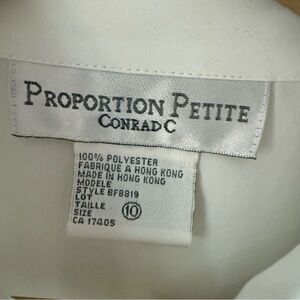 PROPORTION PETITE
CONRAD C
100% POLYESTER
FABRIQUE A HONG KONG
MADE IN HONG KONG
MODELE
STYLE BF8819
LOT
TAILLE
SIZE 10
CA 17405